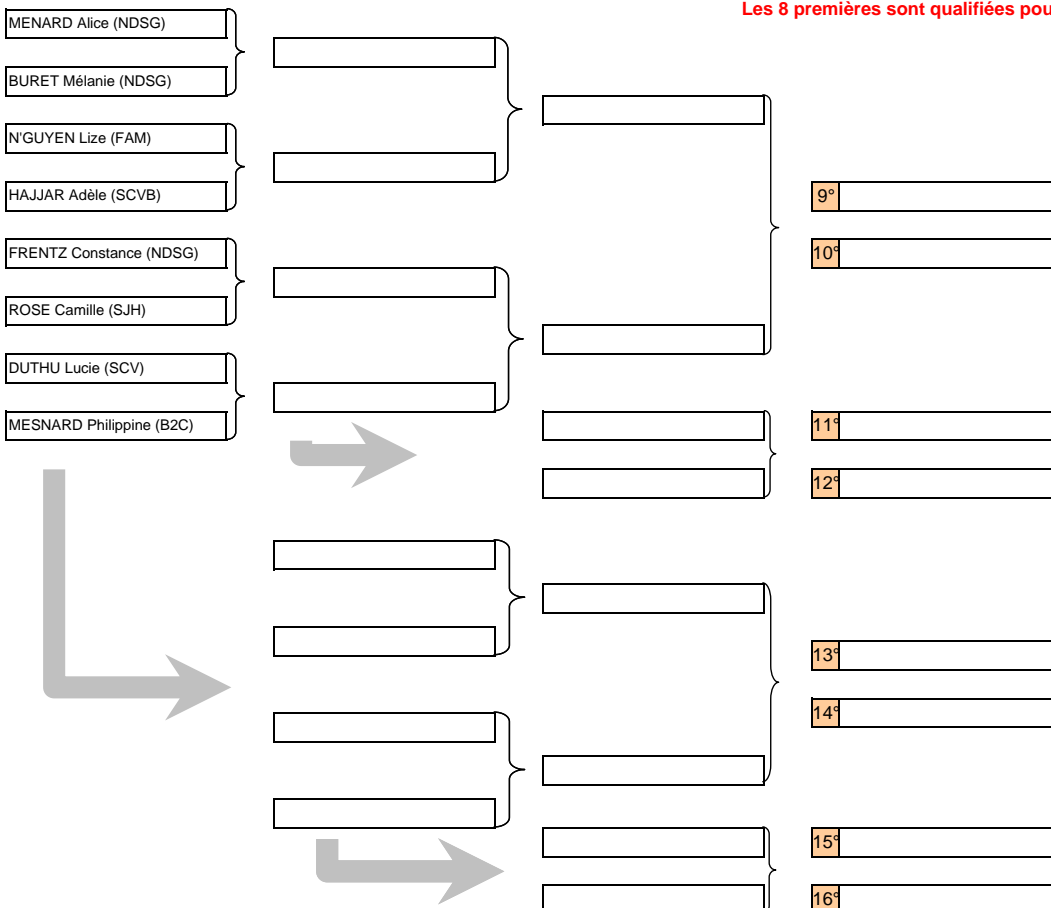 Les 8 premières sont qualifiées pou
MENARD Alice (NDSG)
BURET Mélanie (NDSG)
N'GUYEN Lize (FAM)
HAJJAR Adèle (SCVB)
9°
FRENTZ Constance (NDSG)
10°
ROSE Camille (SJH)
DUTHU Lucie (SCV)
MESNARD Philippine (B2C)
11°
12°
13°
14°
15°
16°